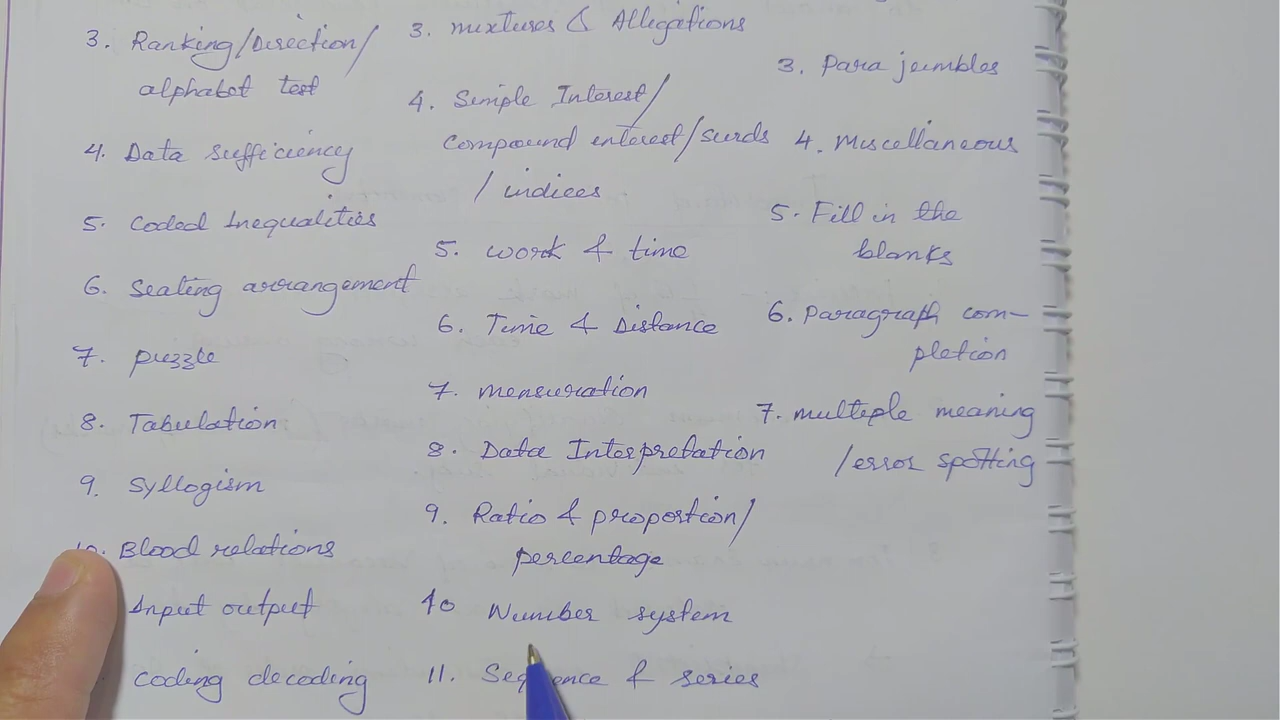 3. Ranking/Direction/
alphabet test
4. Data sufficiency
5. Coded Inequalities
6. Seating arrangement
7. puzzle
8. Tabulation
9. Syllogism
10. Blood relations
Input output
coding decoding
3. mixtures & Allegations
4. Simple Interest/
compound interest/surds
/ indices
5. work & time
6. Time & Distance
7. mensuration
8. Data Interpretation
9. Ratio & proportion/
percentage
10 Number system
11. Sequence & series
3. Para jumbles
4. Miscellaneous
5. Fill in the
blanks
6. Paragraph com-
pletion
7. multiple meaning
/error spotting